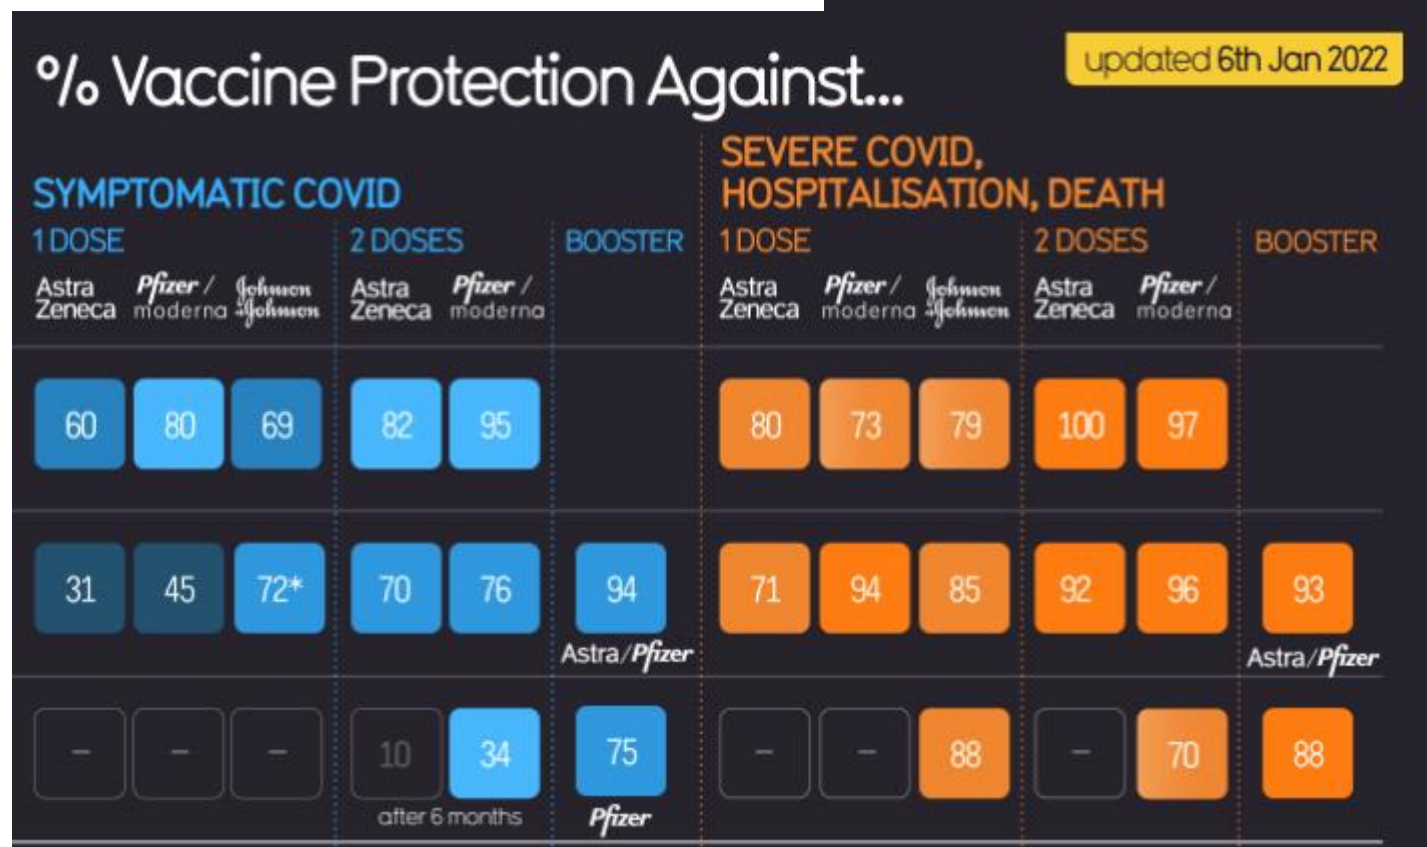 % Vaccine Protection Against...
updated 6th Jan 2022
SYMPTOMATIC COVID
SEVERE COVID,
HOSPITALISATION, DEATH
1 DOSE 2 DOSES BOOSTER 1 DOSE 2 DOSES BOOSTER
Astra Pfizer / Johnson Astra Pfizer / Astra Pfizer / Johnson Astra Pfizer /
Zeneca moderna &Johnson Zeneca moderna Zeneca moderna &Johnson Zeneca moderna
60 80 69 82 95 80 73 79 100 97
31 45 72* 70 76 94 71 94 85 92 96 93
Astra/Pfizer Astra/Pfizer
– – – 10 34 75 – – 88 – 70 88
after 6 months Pfizer